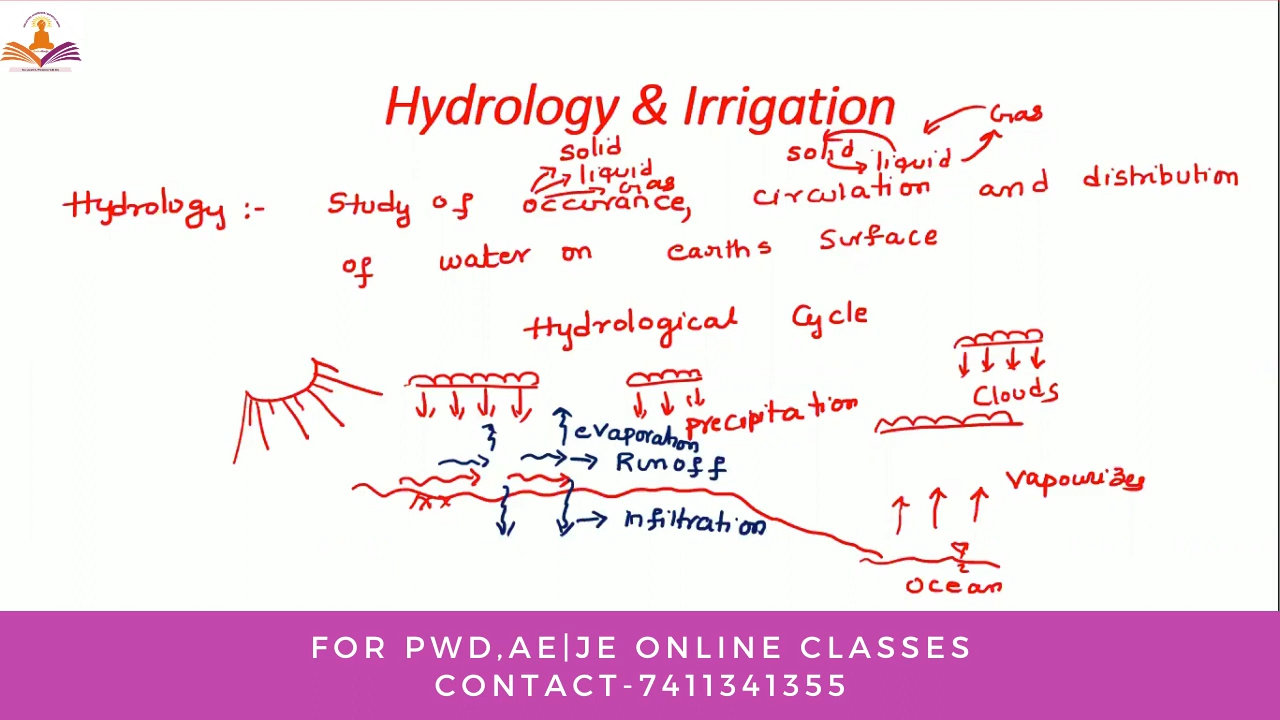 Hydrology & Irrigation
Gas
solid
solid
liquid
liquid
Gas
Hydrology :- Study of occurance, circulation and distribution
of water on earths Surface
Hydrological Cycle
Clouds
precipitation
evaporation
Runoff
vapourizes
infiltration
ocean
FOR PWD,AE|JE ONLINE CLASSES
CONTACT-7411341355